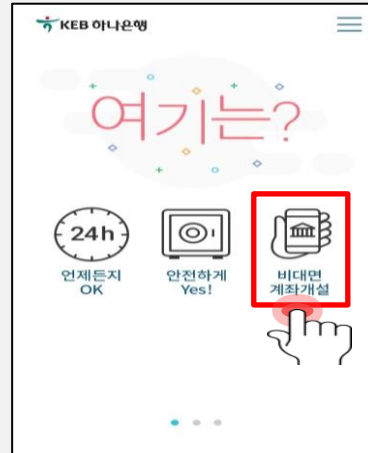 KEB 하나은행
여기는?
24h
언제든지
OK
안전하게
Yes!
비대면
계좌개설